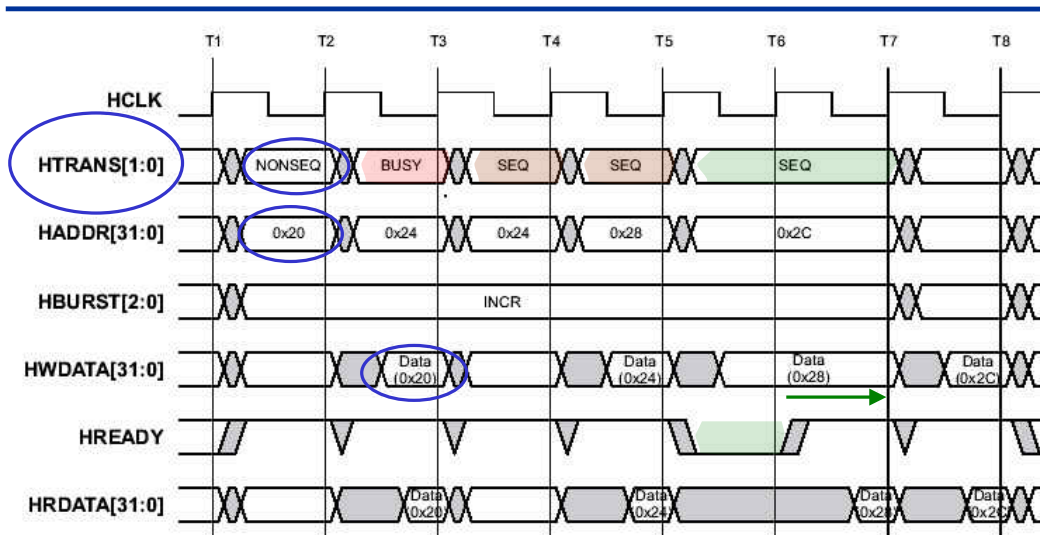 T1 T2 T3 T4 T5 T6 T7 T8
HCLK
HTRANS[1:0] NONSEQ BUSY SEQ SEQ SEQ
HADDR[31:0] 0x20 0x24 0x24 0x28 0x2C
HBURST[2:0] INCR
HWDATA[31:0] Data (0x20) Data (0x24) Data (0x28) Data (0x2C)
HREADY
HRDATA[31:0] Data (0x20) Data (0x24) Data (0x28) Data (0x2C)